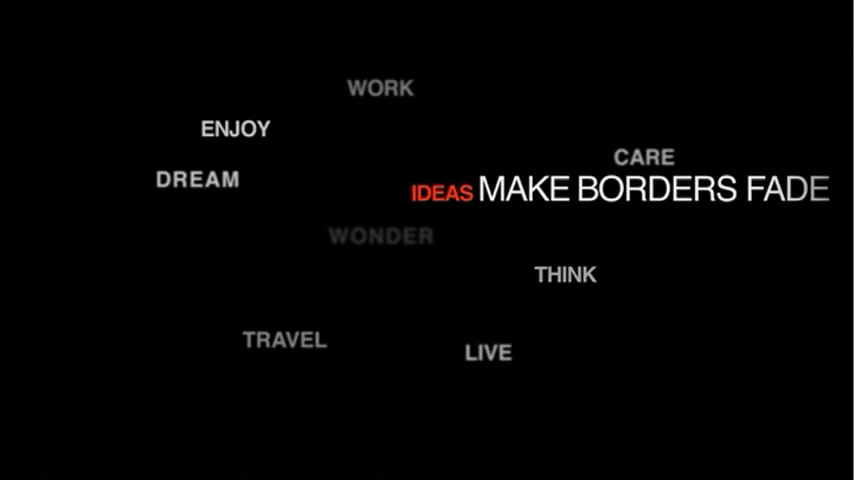 WORK
ENJOY
CARE
DREAM
IDEAS MAKE BORDERS FADE
WONDER
THINK
TRAVEL
LIVE